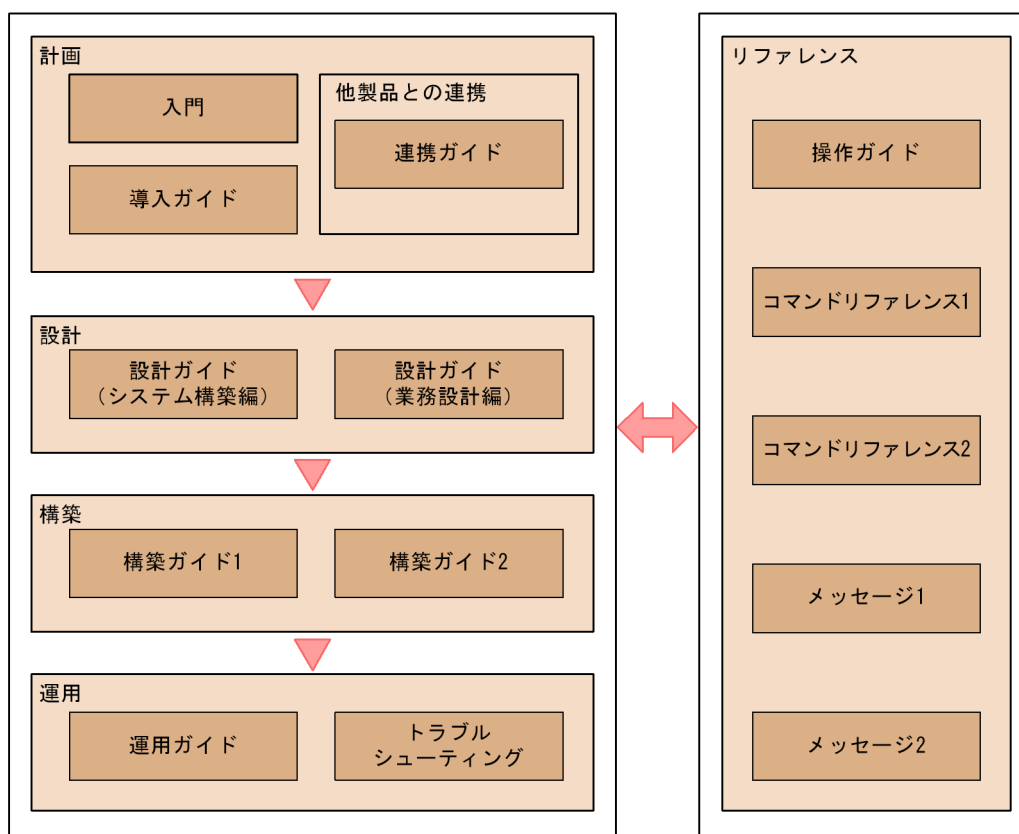 計画
入門
導入ガイド
他製品との連携
連携ガイド
設計
設計ガイド
（システム構築編）
設計ガイド
（業務設計編）
構築
構築ガイド1
構築ガイド2
運用
運用ガイド
トラブル
シューティング
リファレンス
操作ガイド
コマンドリファレンス1
コマンドリファレンス2
メッセージ1
メッセージ2